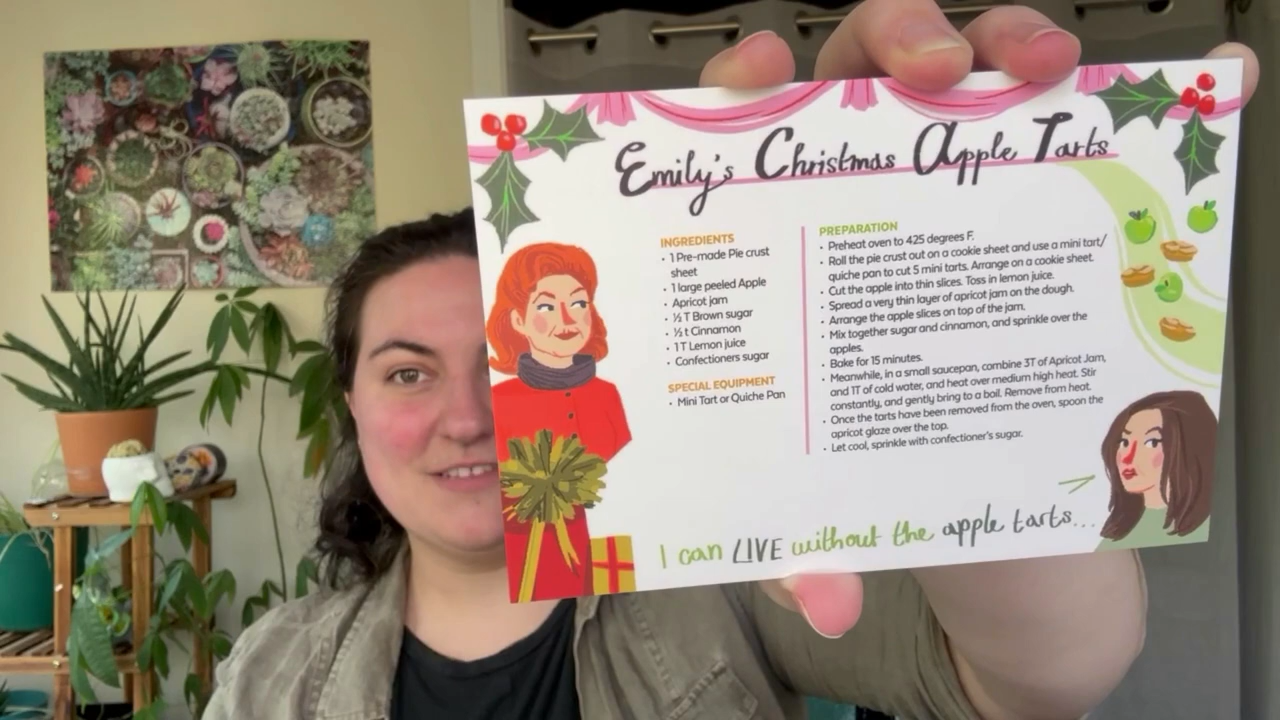 Emily's Christmas Apple Tarts
INGREDIENTS
• 1 Pre-made Pie crust
sheet
• 1 large peeled Apple
• Apricot jam
• ½ T Brown sugar
• ½ t Cinnamon
• 1 T Lemon juice
• Confectioners sugar
SPECIAL EQUIPMENT
• Mini Tart or Quiche Pan
PREPARATION
• Preheat oven to 425 degrees F.
• Roll the pie crust out on a cookie sheet and use a mini tart/
quiche pan to cut 5 mini tarts. Arrange on a cookie sheet.
• Cut the apple into thin slices. Toss in lemon juice.
• Spread a very thin layer of apricot jam on the dough.
• Arrange the apple slices on top of the jam.
• Mix together sugar and cinnamon, and sprinkle over the
apples.
• Bake for 15 minutes.
• Meanwhile, in a small saucepan, combine 3T of Apricot Jam,
and 1T of cold water, and heat over medium high heat. Stir
constantly, and gently bring to a boil. Remove from heat.
• Once the tarts have been removed from the oven, spoon the
apricot glaze over the top.
• Let cool, sprinkle with confectioner's sugar.
I can LIVE without the apple tarts...